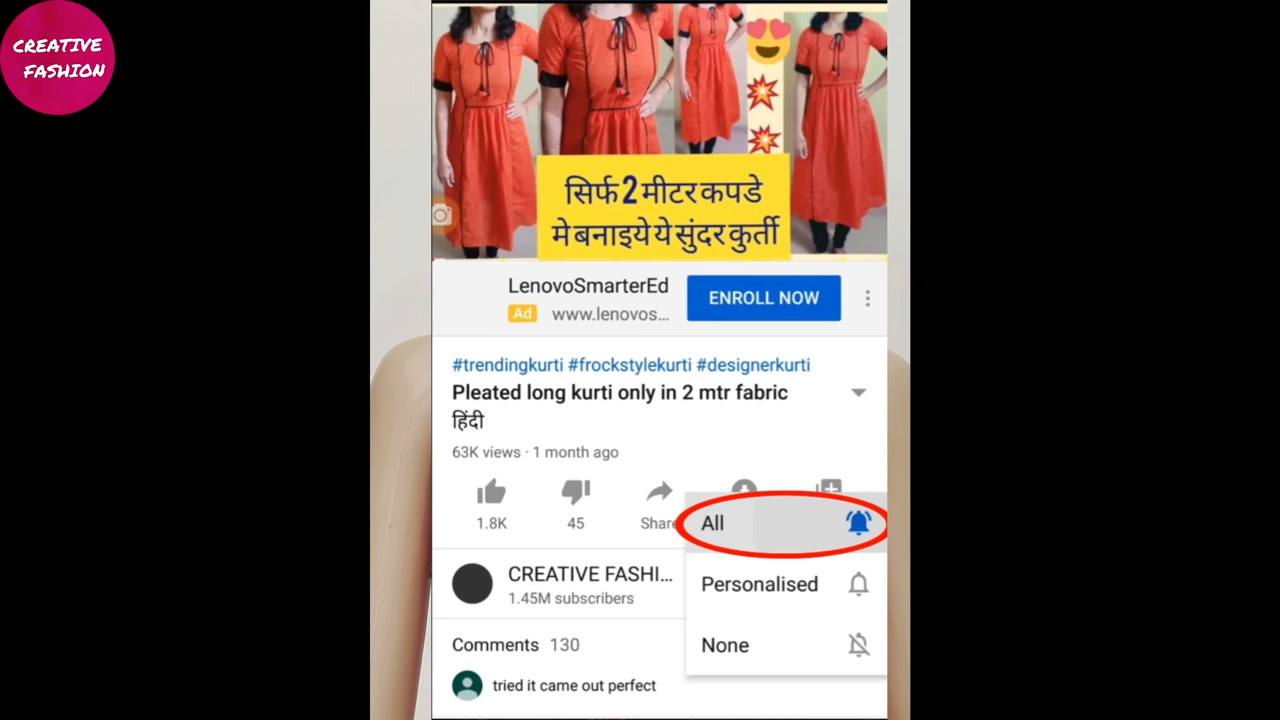 CREATIVE
FASHION
सिर्फ 2 मीटर कपडे
मे बनाइये ये सुंदर कुर्ती
LenovoSmarterEd
Ad www.lenovos...
ENROLL NOW
#trendingkurti #frockstylekurti #designerkurti
Pleated long kurti only in 2 mtr fabric
हिंदी
63K views · 1 month ago
1.8K
45
Share
All
Personalised
None
CREATIVE FASHI...
1.45M subscribers
Comments 130
tried it came out perfect